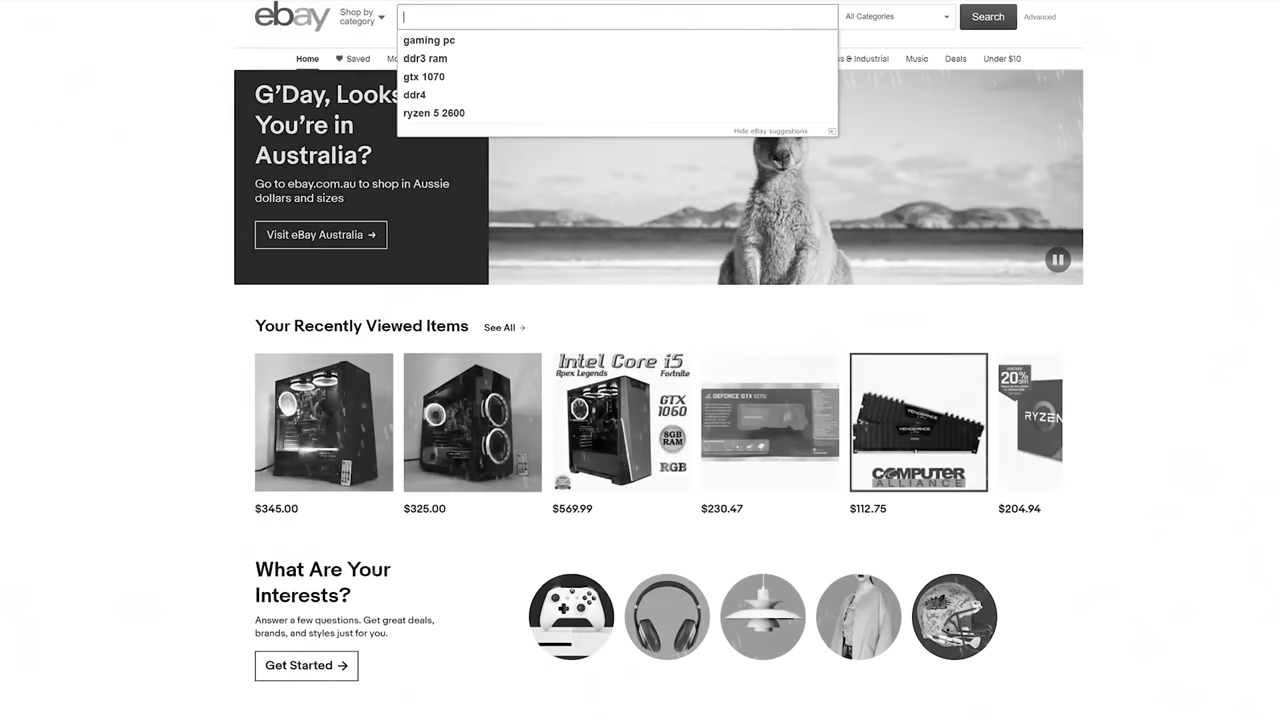 ebay
Shop by
category
All Categories
Search
Advanced
gaming pc
ddr3 ram
gtx 1070
ddr4
ryzen 5 2600
Hide eBay suggestions
Home
Saved
& Industrial
Music
Deals
Under $10
G'Day, Looks
You're in
Australia?
Go to ebay.com.au to shop in Aussie
dollars and sizes
Visit eBay Australia →
Your Recently Viewed Items
See All →
Intel Core i5
Apex Legends
Fortnite
GTX
1060
8GB
RAM
RGB
GEFORCE GTX 1070
VENGEANCE
VENGEANCE
COMPUTER
ALLIANCE
FURTHER
20%
OFF
RYZEN
$345.00
$325.00
$569.99
$230.47
$112.75
$204.94
What Are Your
Interests?
Answer a few questions. Get great deals,
brands, and styles just for you.
Get Started →